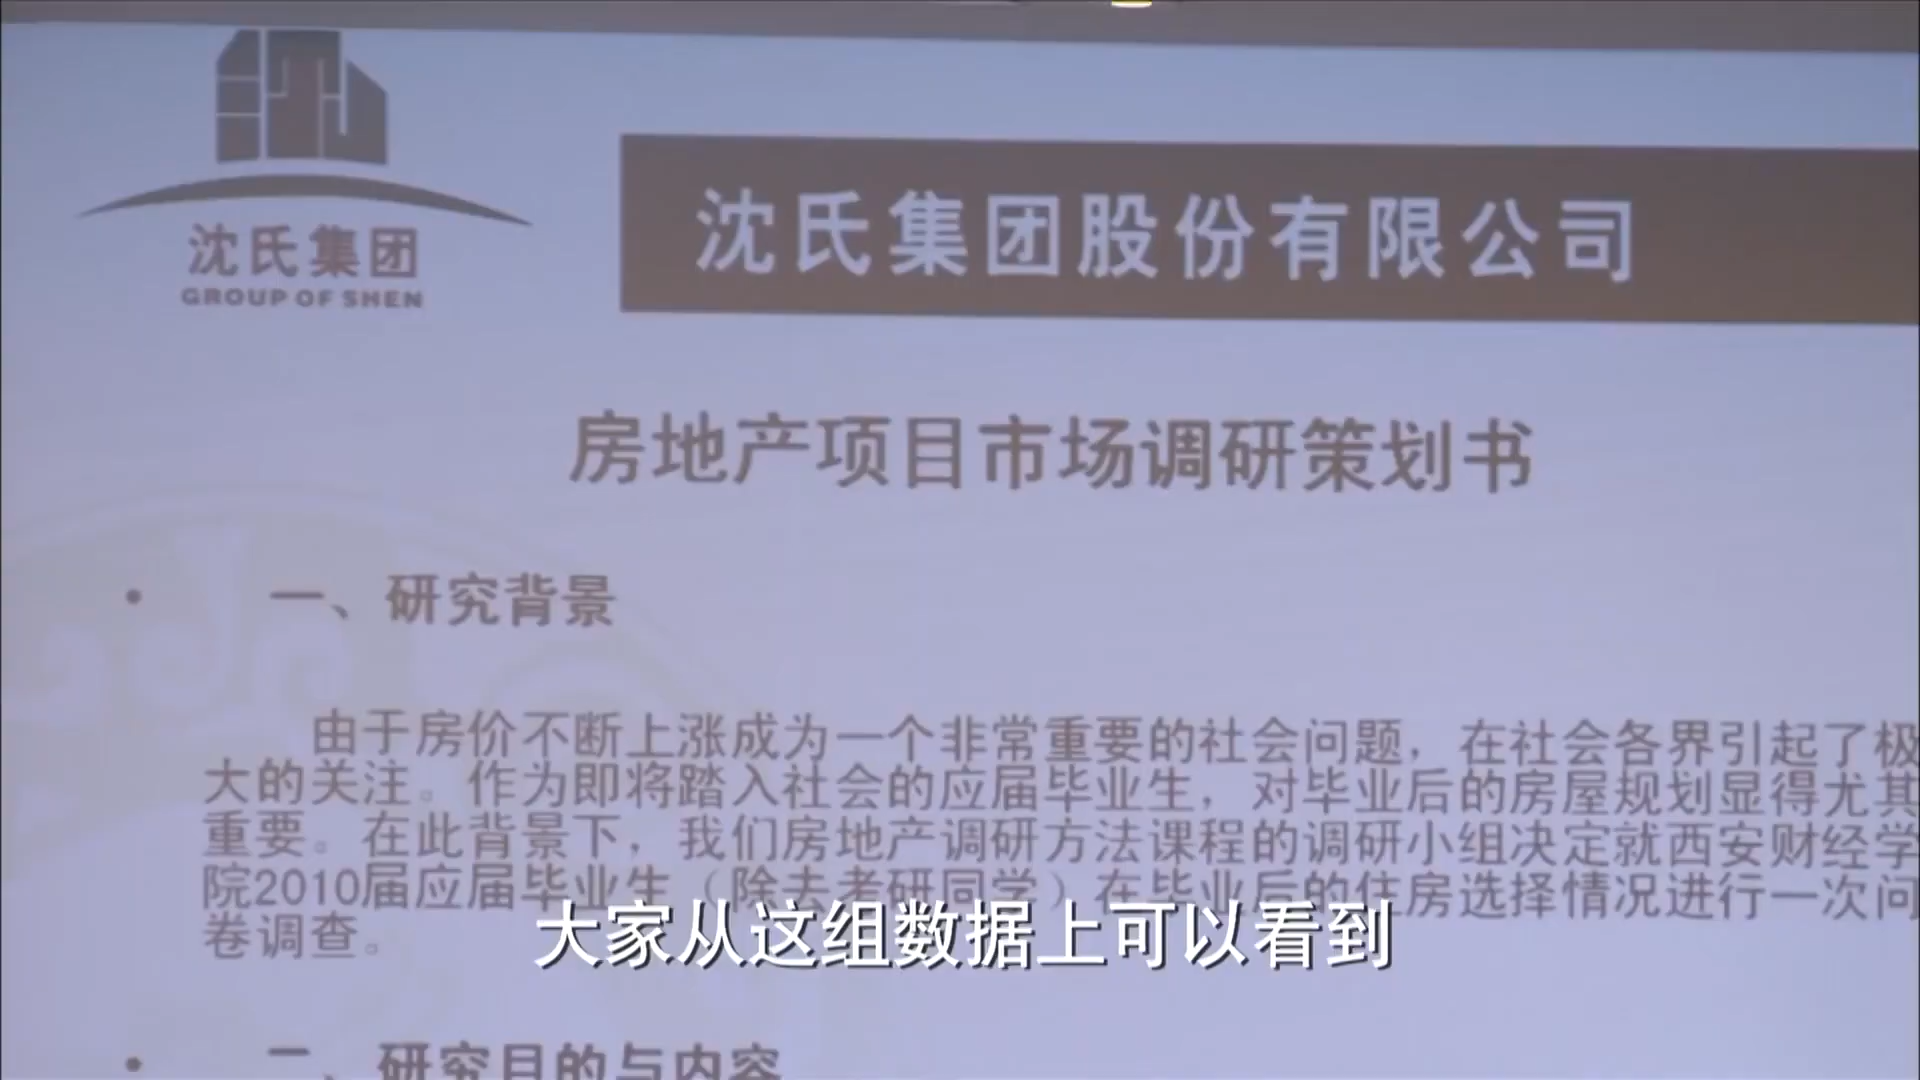 沈氏集团
GROUP OF SHEN
沈氏集团股份有限公司
房地产项目市场调研策划书
• 一、研究背景
由于房价不断上涨成为一个非常重要的社会问题，在社会各界引起了极
大的关注。作为即将踏入社会的应届毕业生，对毕业后的房屋规划显得尤其
重要。在此背景下，我们房地产调研方法课程的调研小组决定就西安财经学
院2010届应届毕业生（除去考研同学）在毕业后的住房选择情况进行一次问
卷调查。
大家从这组数据上可以看到
• 二、研究目的与内容